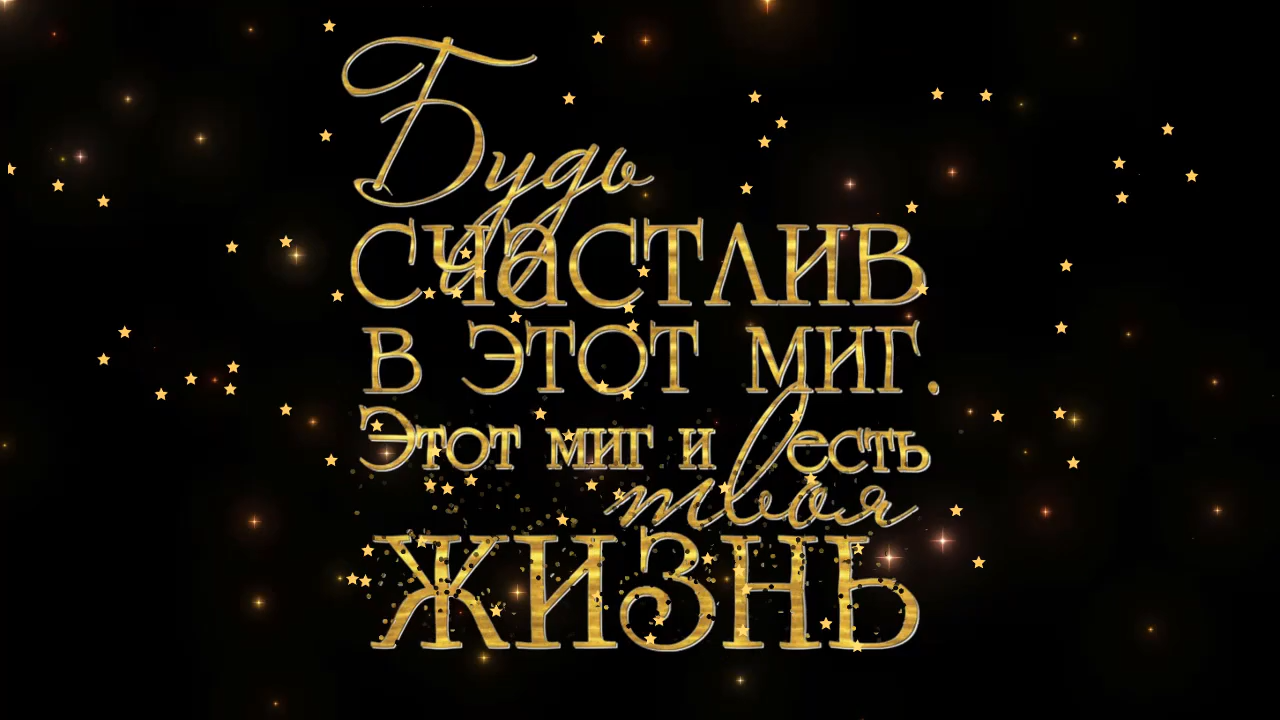 Будь
счастлив
в этот миг.
Этот миг и есть
твоя
жизнь